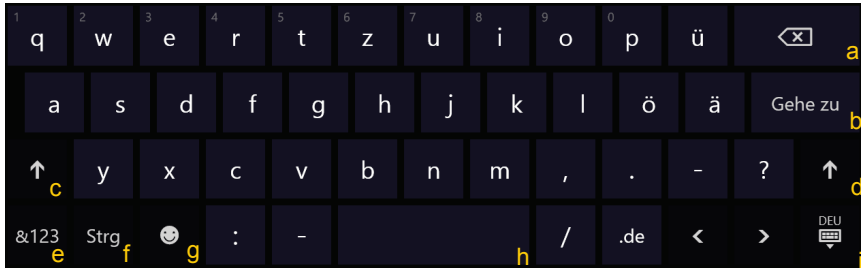 1 2 3 4 5 6 7 8 9 0
q w e r t z u i o p ü a
a s d f g h j k l ö ä Gehe zu b
c y x c v b n m , . - ? d
&123 e Strg f g : - h / .de < > DEU i